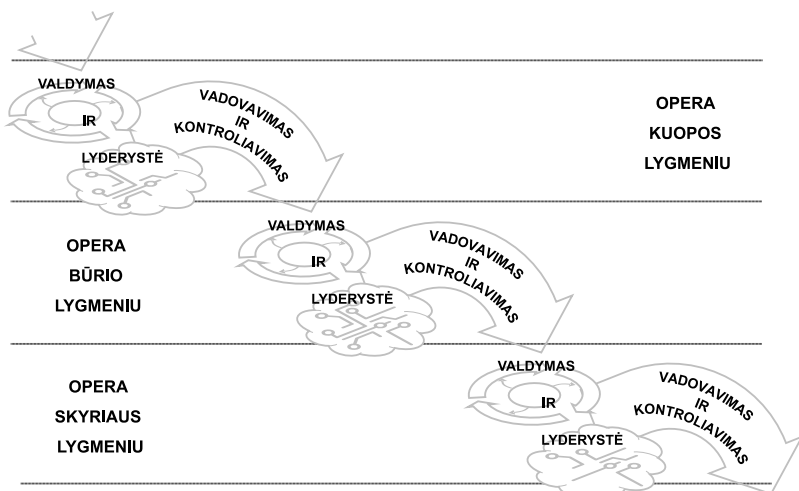 VALDYMAS
IR
LYDERYSTĖ
VADOVAVIMAS
IR
KONTROLIAVIMAS
OPERA
KUOPOS
LYGMENIU
OPERA
BŪRIO
LYGMENIU
VALDYMAS
IR
LYDERYSTĖ
VADOVAVIMAS
IR
KONTROLIAVIMAS
OPERA
SKYRIAUS
LYGMENIU
VALDYMAS
IR
LYDERYSTĖ
VADOVAVIMAS
IR
KONTROLIAVIMAS